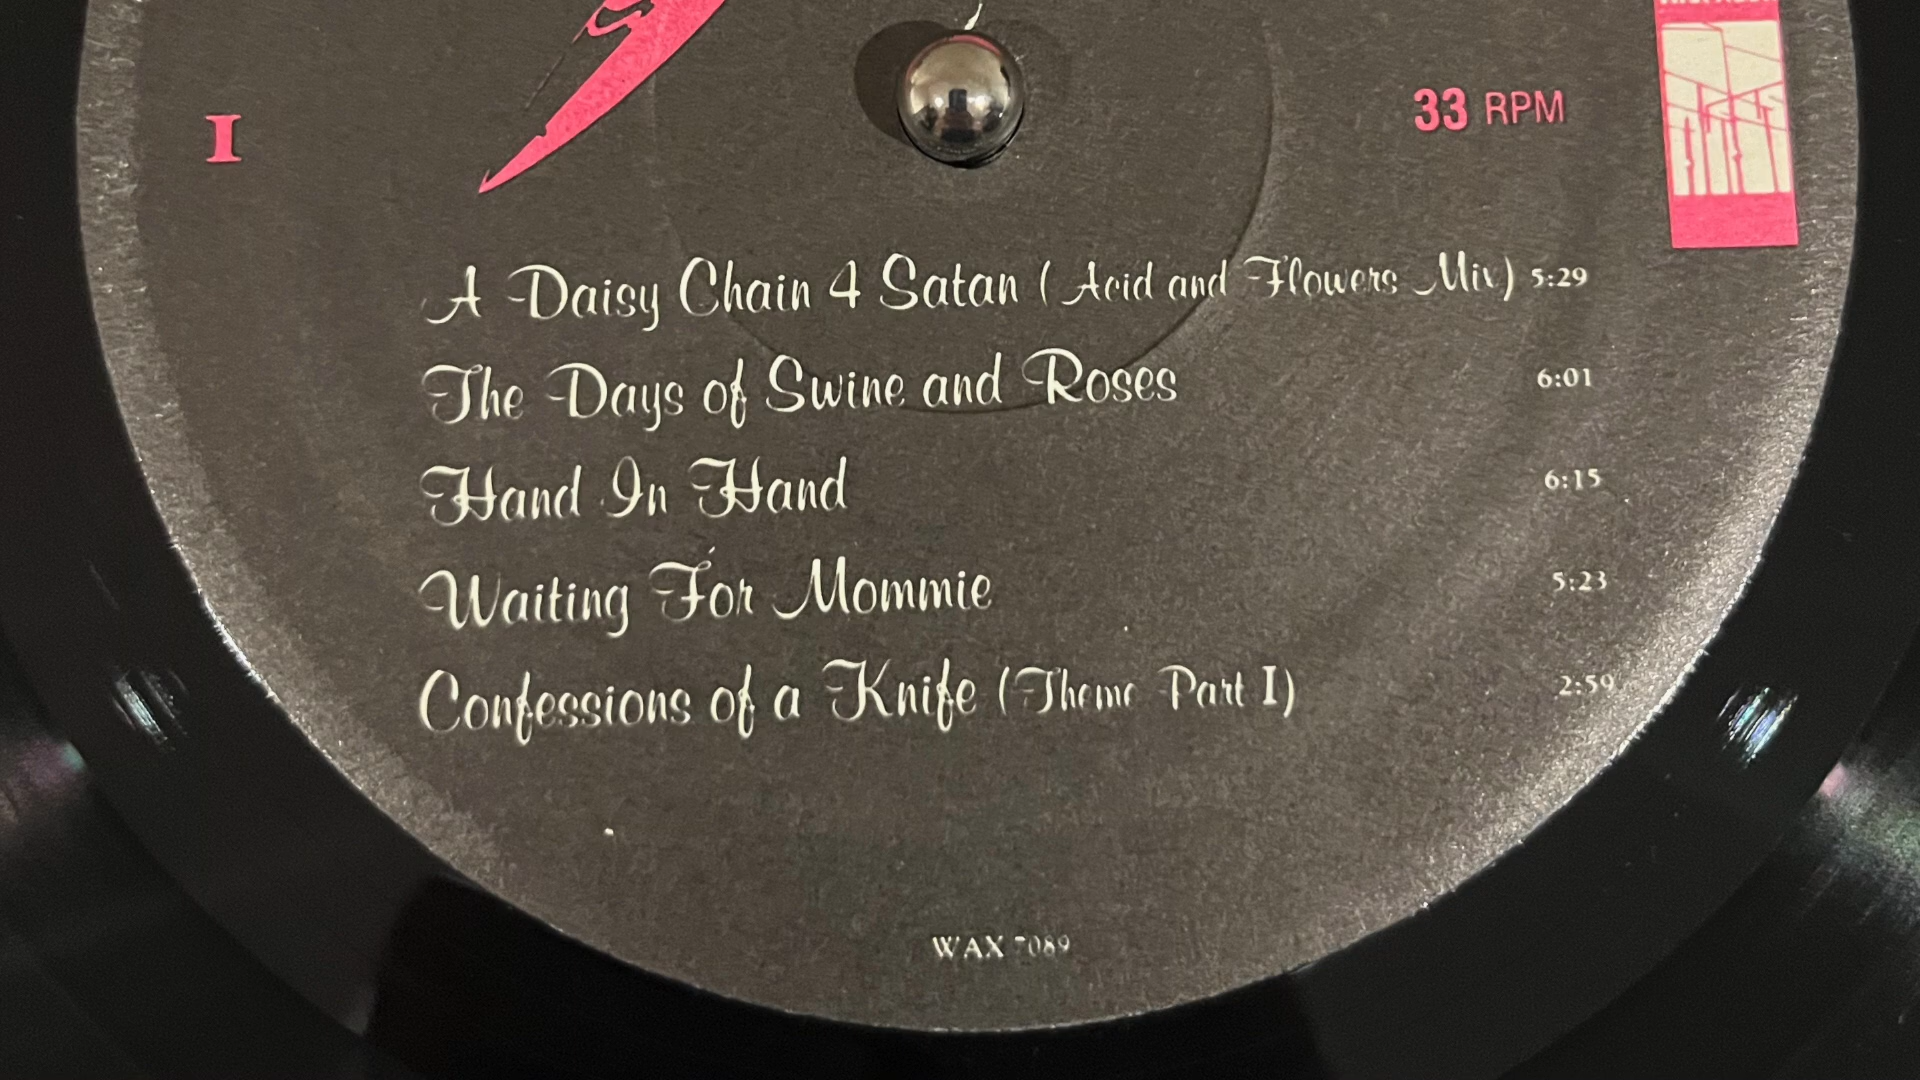 I
33 RPM
A Daisy Chain 4 Satan (Acid and Flowers Mix) 5:29
The Days of Swine and Roses 6:01
Hand In Hand 6:15
Waiting For Mommie 5:23
Confessions of a Knife (Theme Part I) 2:59
WAX 7089